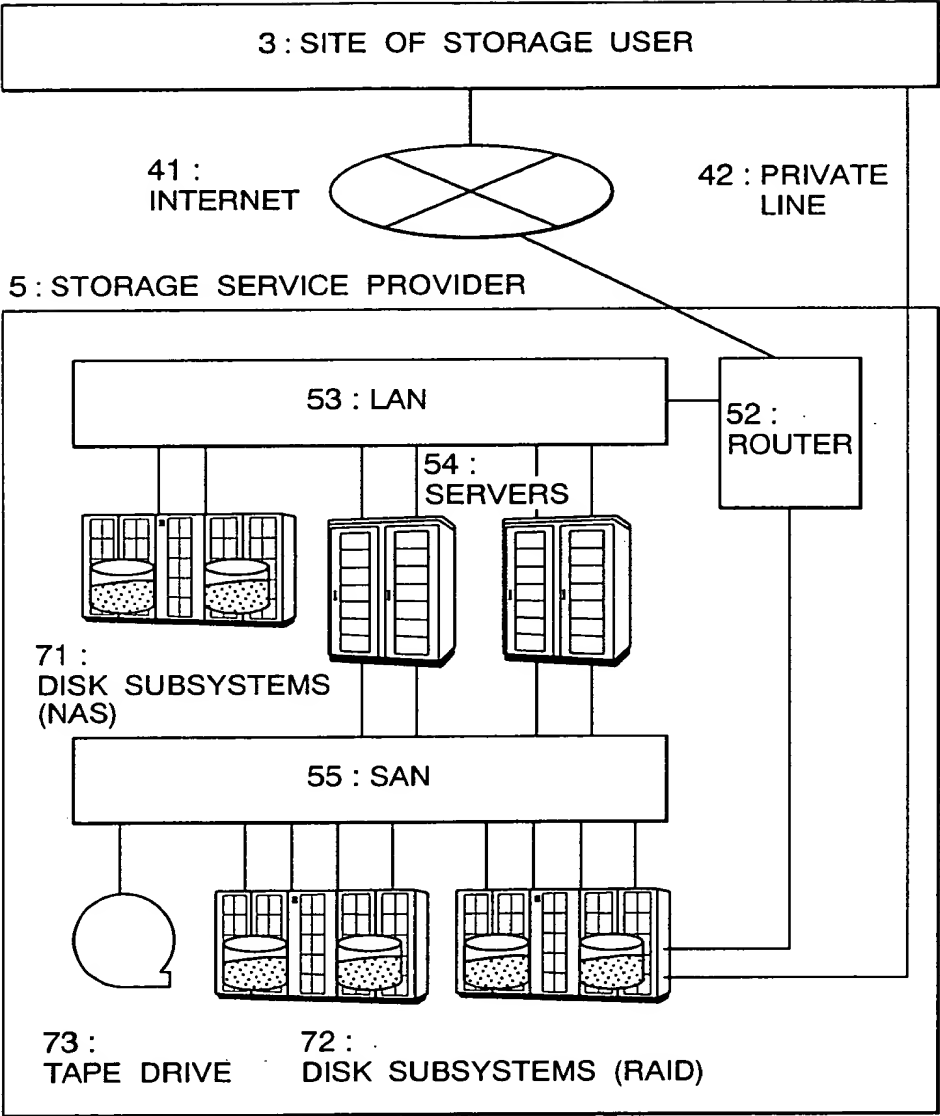 3 : SITE OF STORAGE USER
41 :
INTERNET
42 : PRIVATE
LINE
5 : STORAGE SERVICE PROVIDER
53 : LAN
52 :
ROUTER
54 :
SERVERS
71 :
DISK SUBSYSTEMS
(NAS)
55 : SAN
73 :
TAPE DRIVE
72 :
DISK SUBSYSTEMS (RAID)